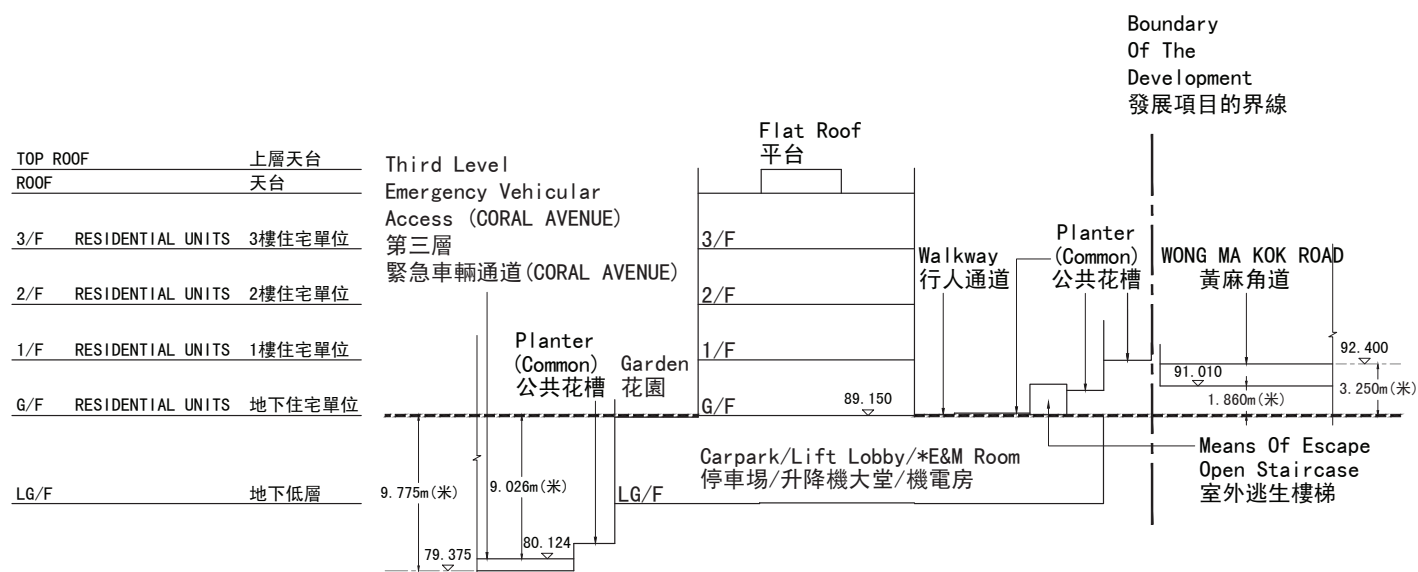 Boundary
Of The
Development
發展項目的界線
Flat Roof
平台
TOP ROOF 上層天台
ROOF 天台
3/F RESIDENTIAL UNITS 3樓住宅單位
2/F RESIDENTIAL UNITS 2樓住宅單位
1/F RESIDENTIAL UNITS 1樓住宅單位
G/F RESIDENTIAL UNITS 地下住宅單位
LG/F 地下低層
Third Level
Emergency Vehicular
Access (CORAL AVENUE)
第三層
緊急車輛通道(CORAL AVENUE)
Planter
(Common)
公共花槽
Garden
花園
3/F
2/F
1/F
G/F
89.150
LG/F
Carpark/Lift Lobby/*E&M Room
停車場/升降機大堂/機電房
Walkway
行人通道
Planter
(Common)
公共花槽
WONG MA KOK ROAD
黃麻角道
92.400
91.010
1.860m(米)
3.250m(米)
Means Of Escape
Open Staircase
室外逃生樓梯
9.775m(米)
9.026m(米)
80.124
79.375